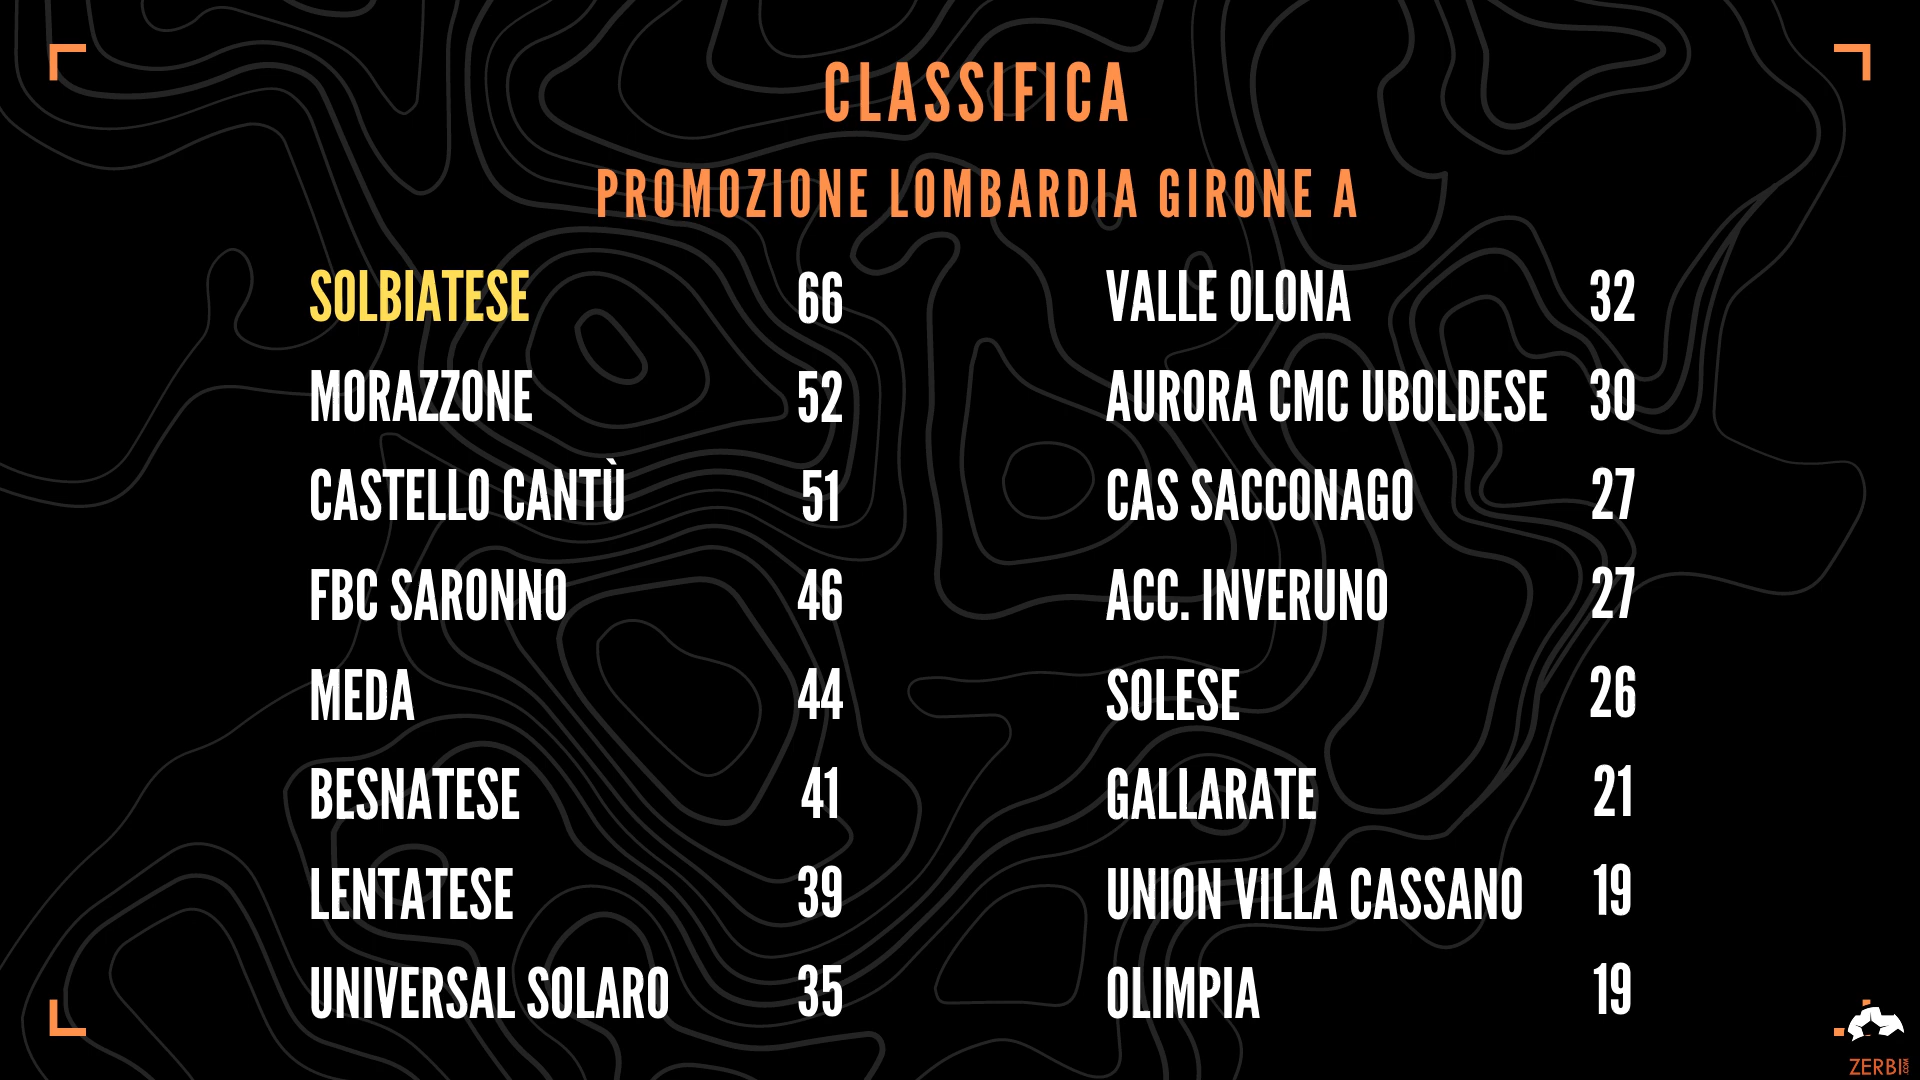 CLASSIFICA
PROMOZIONE LOMBARDIA GIRONE A
SOLBIATESE 66
MORAZZONE 52
CASTELLO CANTÙ 51
FBC SARONNO 46
MEDA 44
BESNATESE 41
LENTATESE 39
UNIVERSAL SOLARO 35
VALLE OLONA 32
AURORA CMC UBOLDESE 30
CAS SACCONAGO 27
ACC. INVERUNO 27
SOLESE 26
GALLARATE 21
UNION VILLA CASSANO 19
OLIMPIA 19
ZERBI.COM